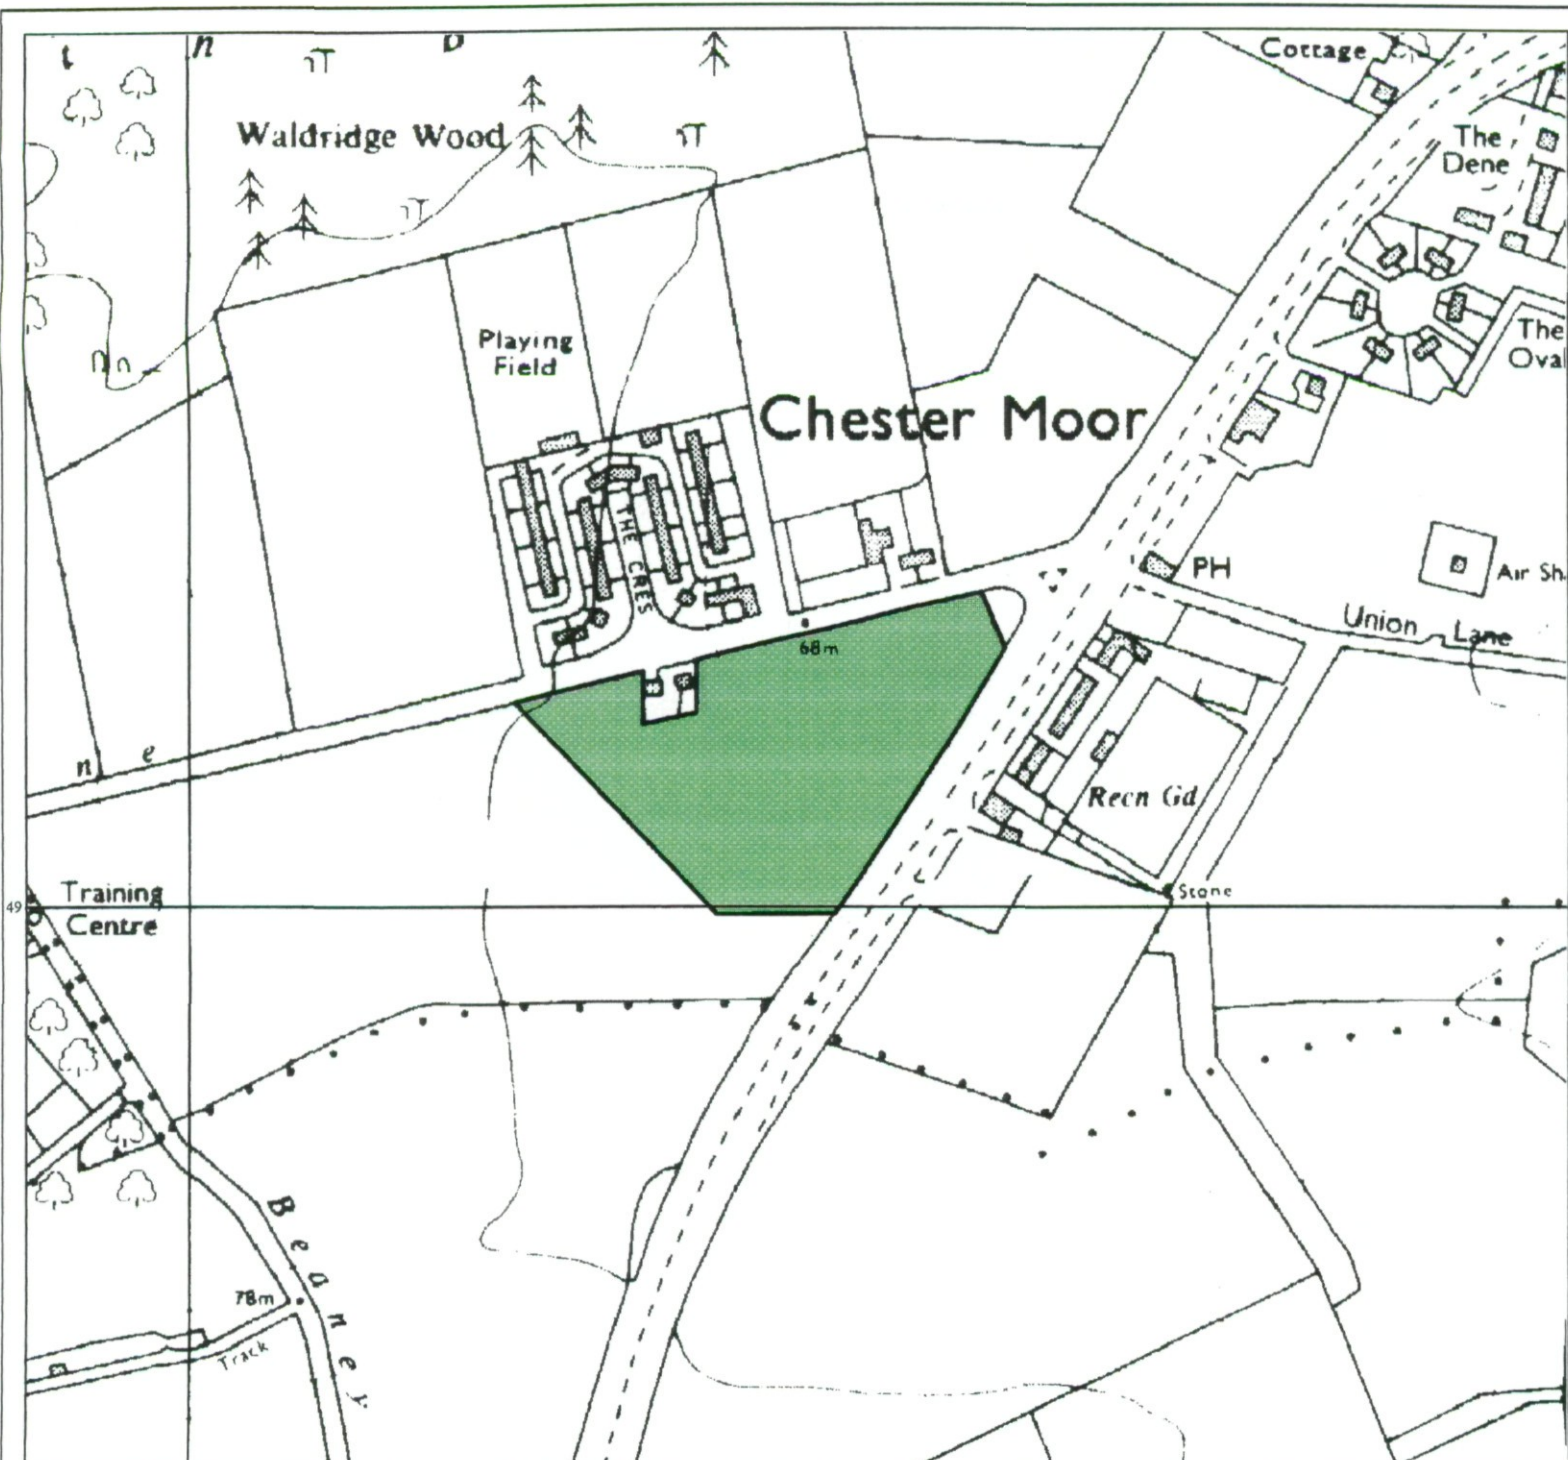 Cottage
Waldridge Wood
The
Dene
Playing
Field
The
Chester Moor
THE CRES
PH
Air Sh
Union Lane
68m
n e
Recn Gd
49
Training
Centre
Stone
Beaney
78m
Track